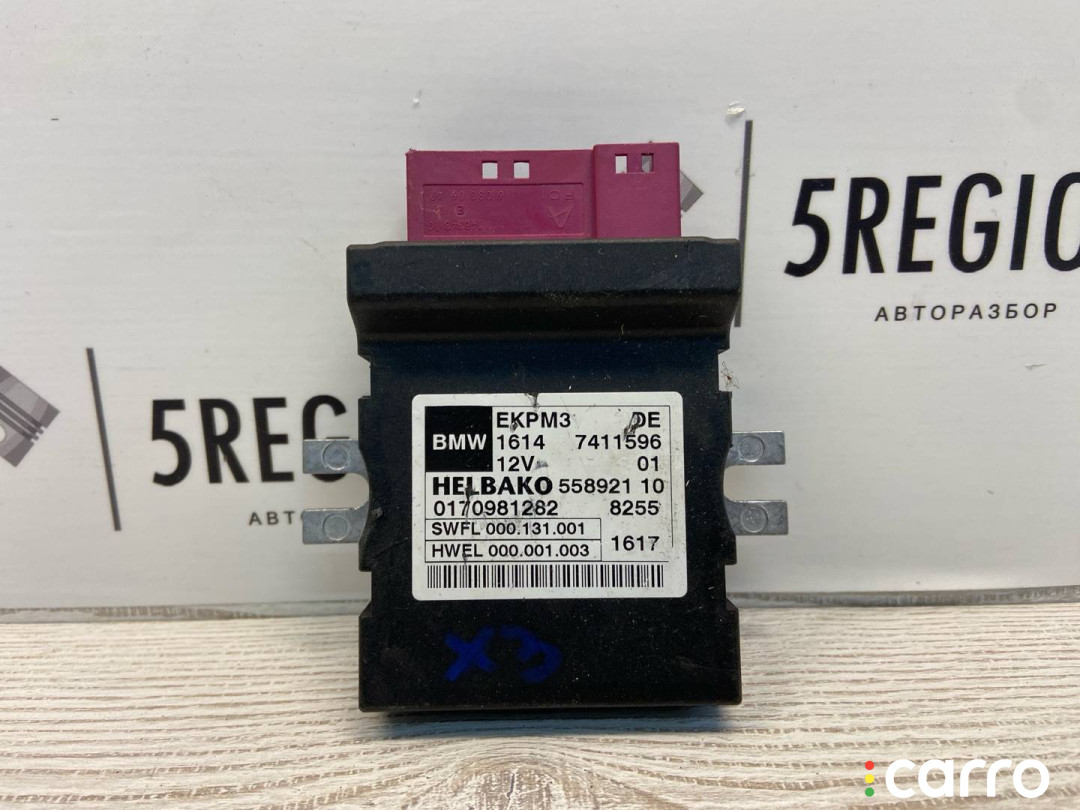 5REGIO
АВТОРАЗБОР
5REG
АВТ
EKPM3 DE
BMW 1614 7411596
12V 01
HELBAKO 558921 10
0170981282 8255
SWFL 000.131.001
HWEL 000.001.003 1617
X3
carro